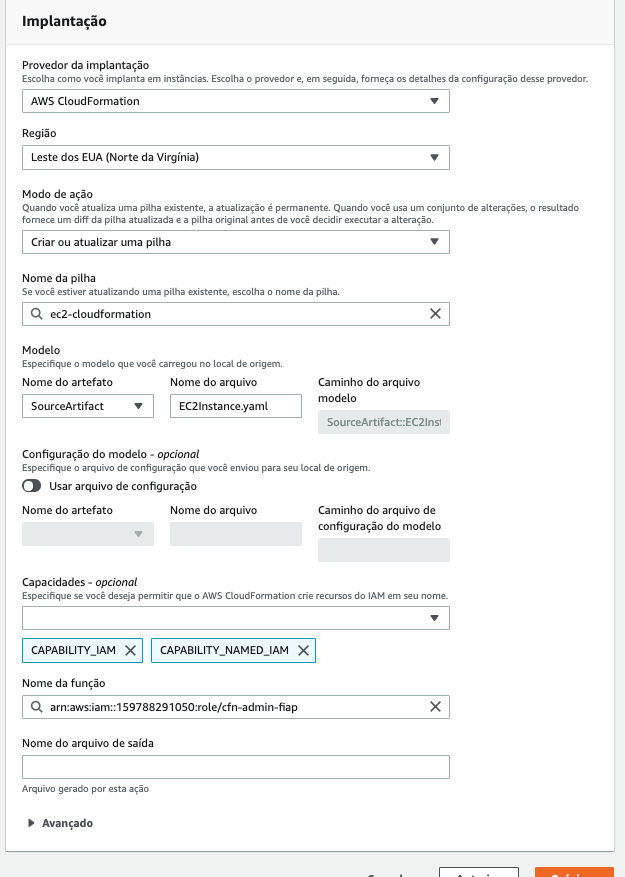 Implantação
Provedor da implantação
Escolha como você implanta em instâncias. Escolha o provedor e, em seguida, forneça os detalhes da configuração desse provedor.
AWS CloudFormation
Região
Leste dos EUA (Norte da Virgínia)
Modo de ação
Quando você atualiza uma pilha existente, a atualização é permanente. Quando você usa um conjunto de alterações, o resultado
fornece um diff da pilha atualizada e a pilha original antes de você decidir executar a alteração.
Criar ou atualizar uma pilha
Nome da pilha
Se você estiver atualizando uma pilha existente, escolha o nome da pilha.
ec2-cloudformation
Modelo
Especifique o modelo que você carregou no local de origem.
Nome do artefato
Nome do arquivo
Caminho do arquivo
modelo
SourceArtifact
EC2Instance.yaml
SourceArtifact::EC2Inst
Configuração do modelo - opcional
Especifique o arquivo de configuração que você enviou para seu local de origem.
Usar arquivo de configuração
Nome do artefato
Nome do arquivo
Caminho do arquivo de
configuração do modelo
Capacidades - opcional
Especifique se você deseja permitir que o AWS CloudFormation crie recursos do IAM em seu nome.
CAPABILITY_IAM
CAPABILITY_NAMED_IAM
Nome da função
arn:aws:iam::159788291050:role/cfn-admin-fiap
Nome do arquivo de saída
Arquivo gerado por esta ação
Avançado